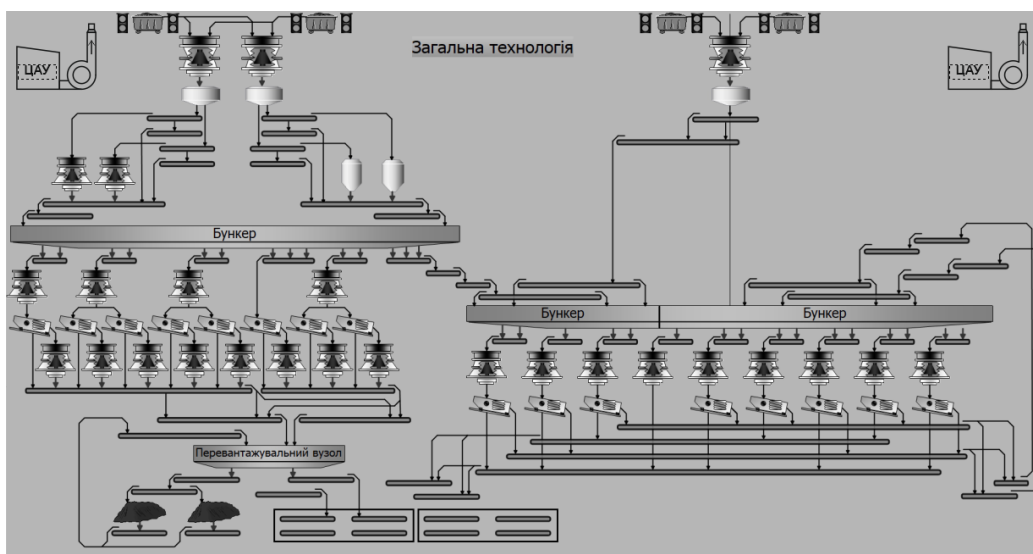 Загальна технологія
ЦАУ
ЦАУ
Бункер
Бункер
Бункер
Перевантажувальний вузол